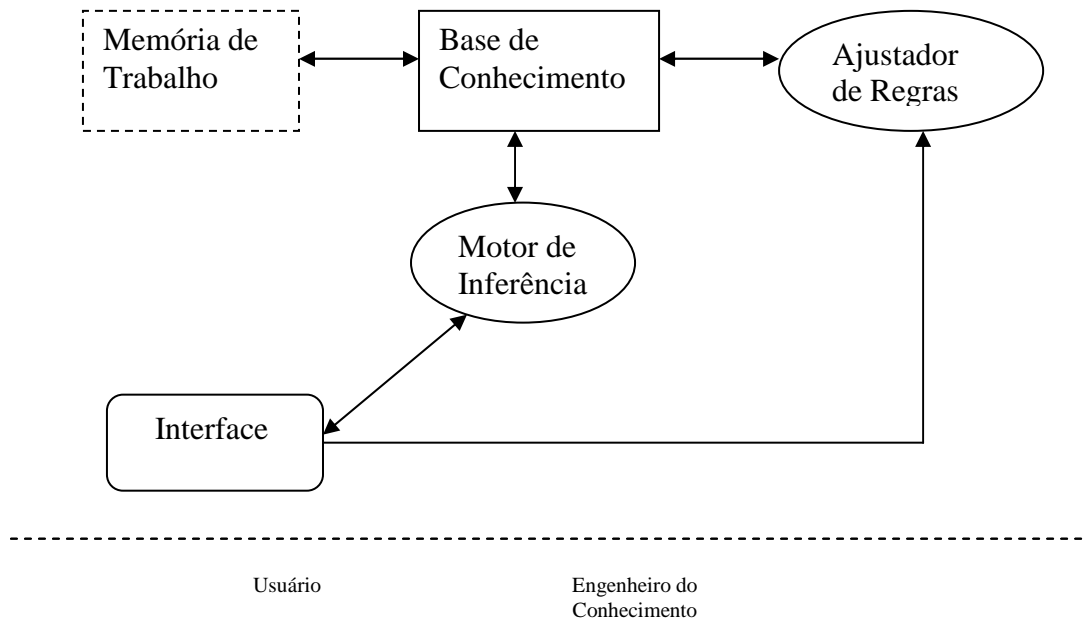 Memória de
Trabalho
Base de
Conhecimento
Ajustador
de Regras
Motor de
Inferência
Interface
Usuário
Engenheiro do
Conhecimento